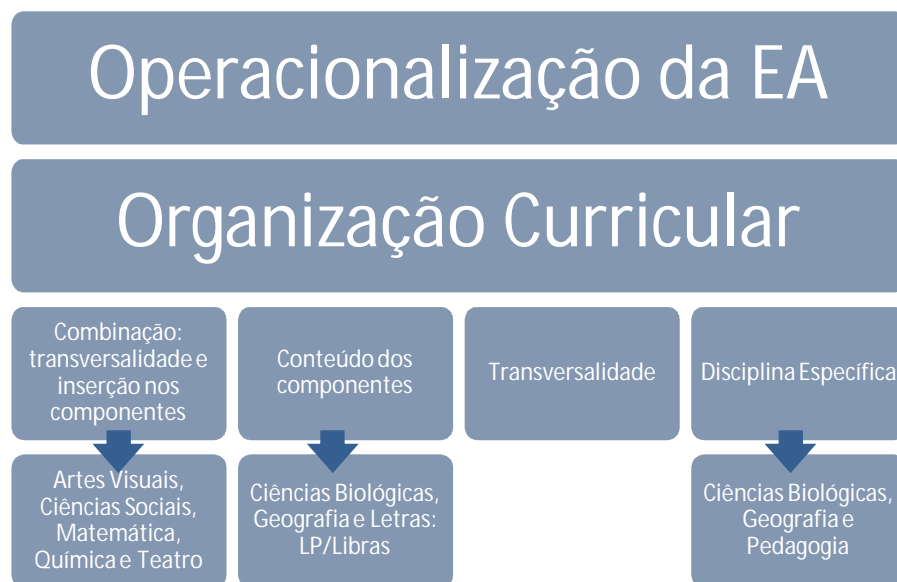 Operacionalização da EA
Organização Curricular
Combinação:
transversalidade e
inserção nos
componentes
Conteúdo dos
componentes
Transversalidade
Disciplina Específica
Artes Visuais,
Ciências Sociais,
Matemática,
Química e Teatro
Ciências Biológicas,
Geografia e Letras:
LP/Libras
Ciências Biológicas,
Geografia e
Pedagogia